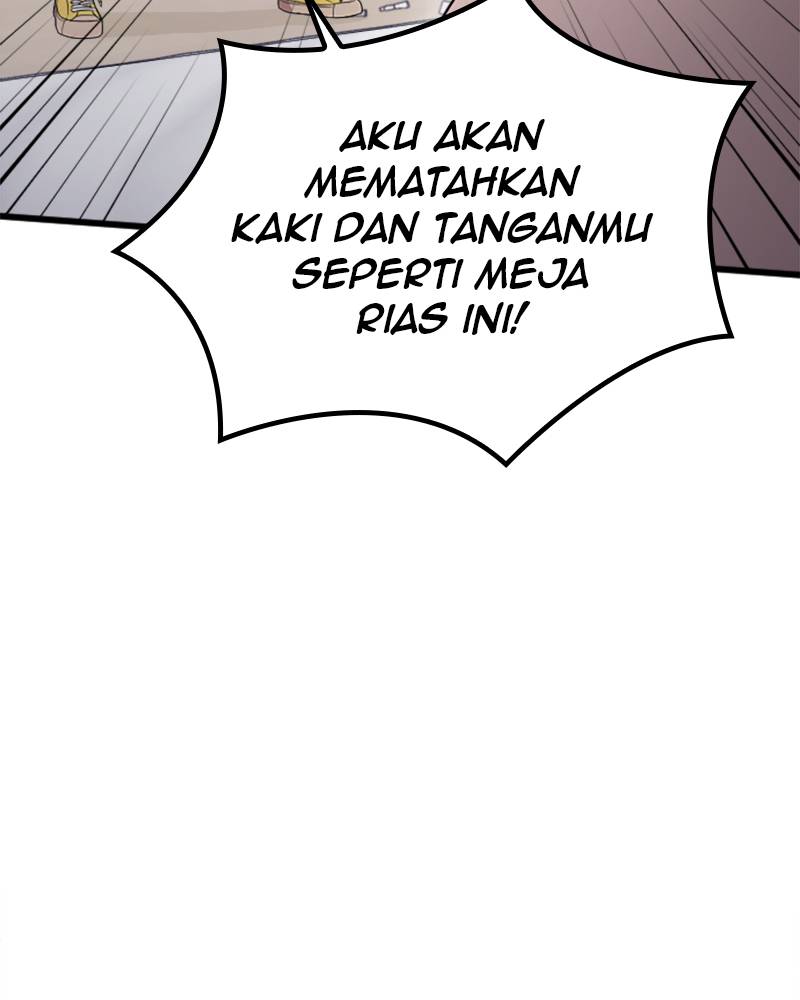 AKU AKAN
MEMATAHKAN
KAKI DAN TANGANMU
SEPERTI MEJA
RIAS INI!